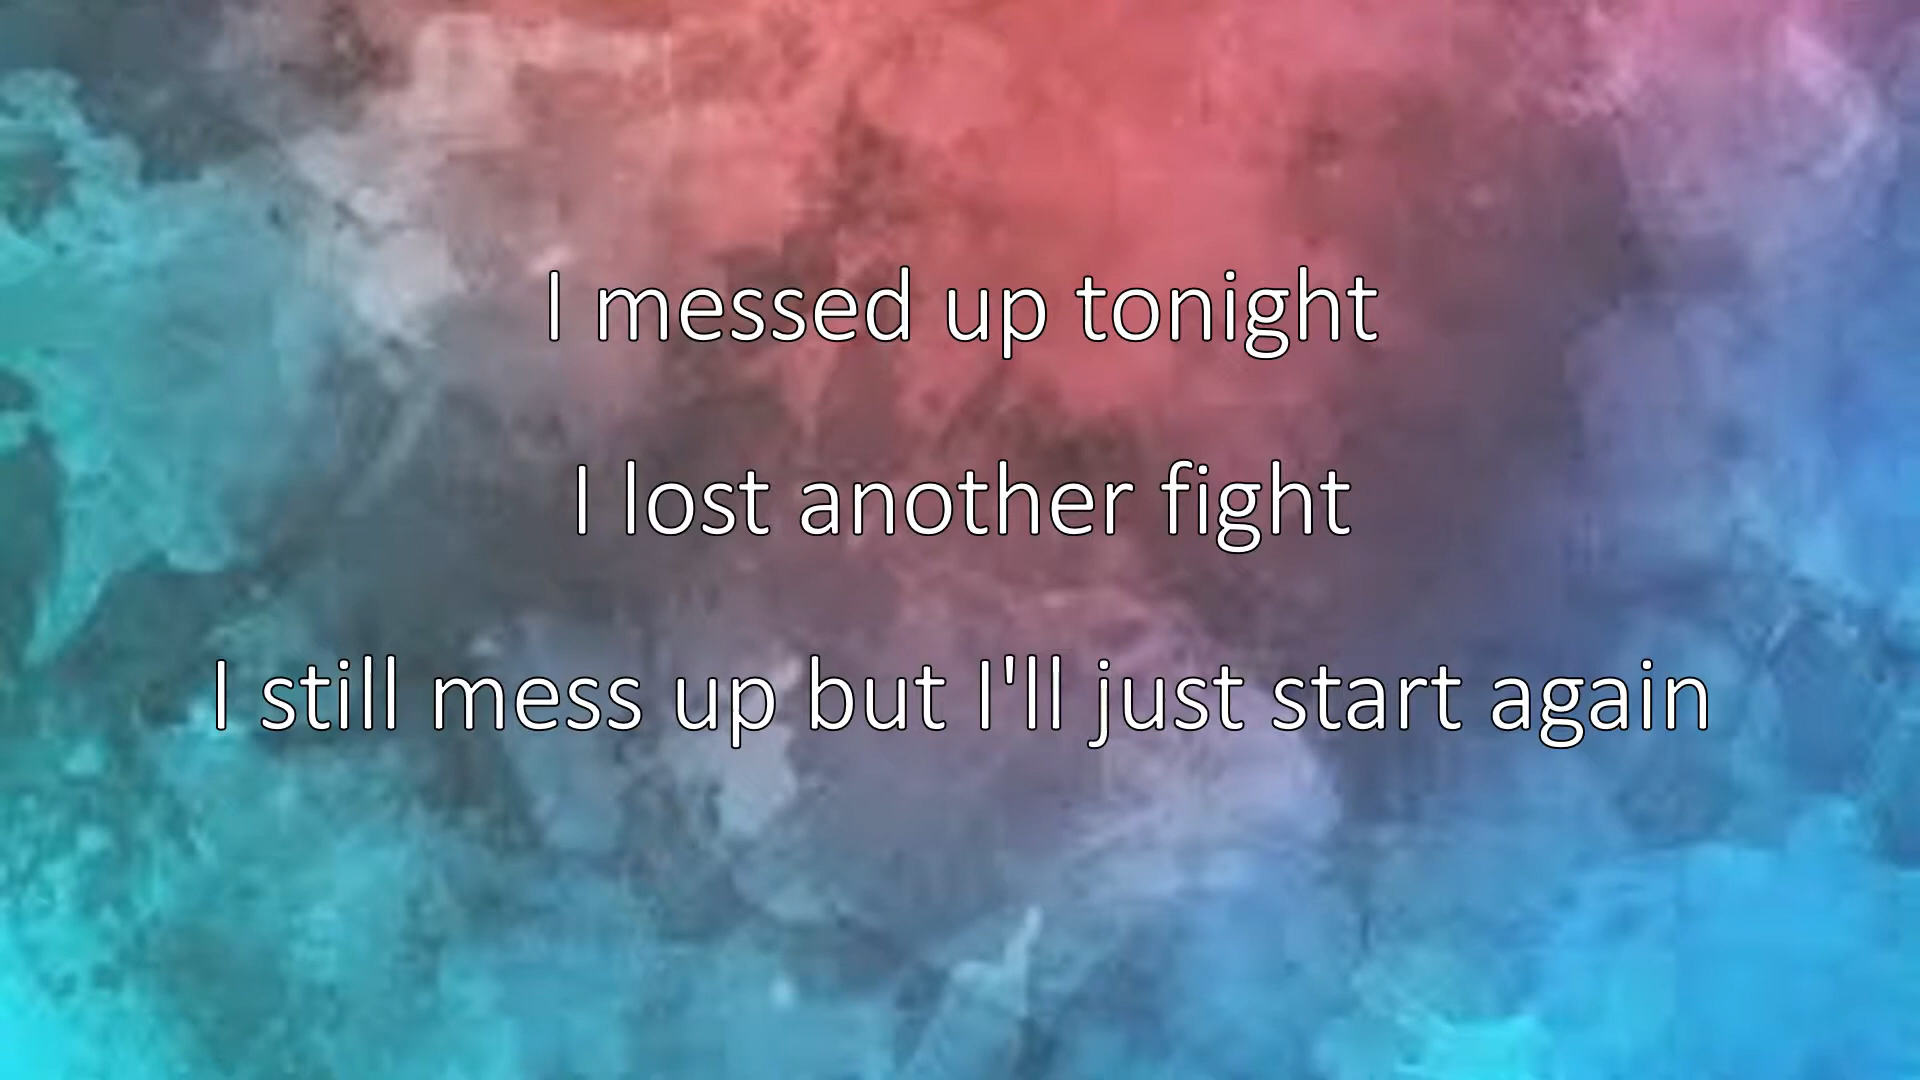 I messed up tonight
I lost another fight
I still mess up but I'll just start again